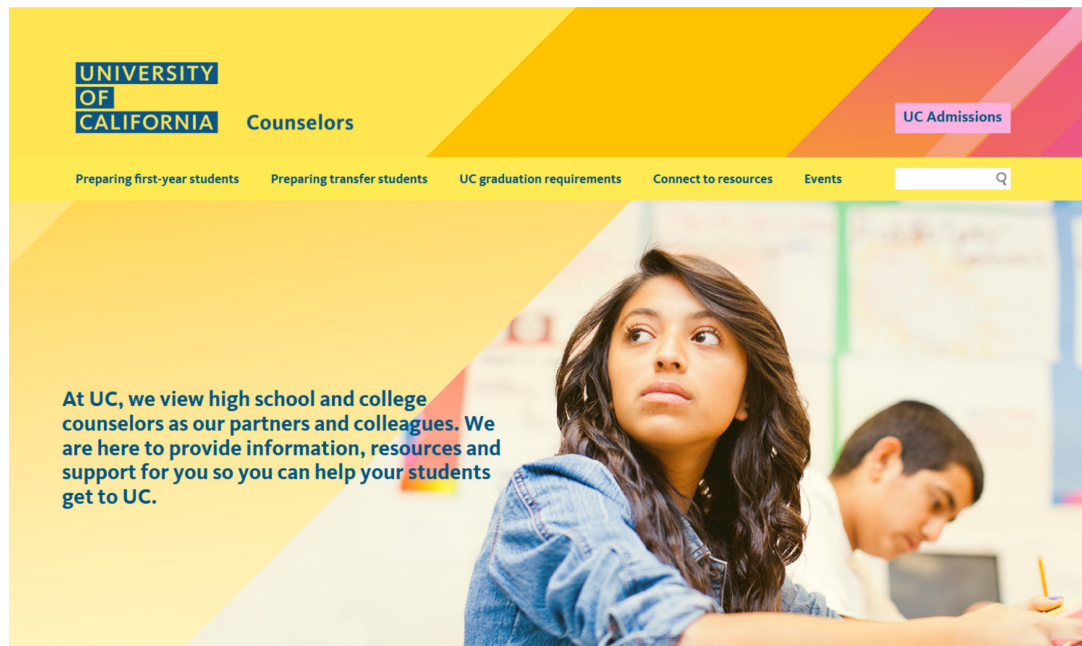 UNIVERSITY
OF
CALIFORNIA
Counselors
UC Admissions
Preparing first-year students
Preparing transfer students
UC graduation requirements
Connect to resources
Events
At UC, we view high school and college
counselors as our partners and colleagues. We
are here to provide information, resources and
support for you so you can help your students
get to UC.